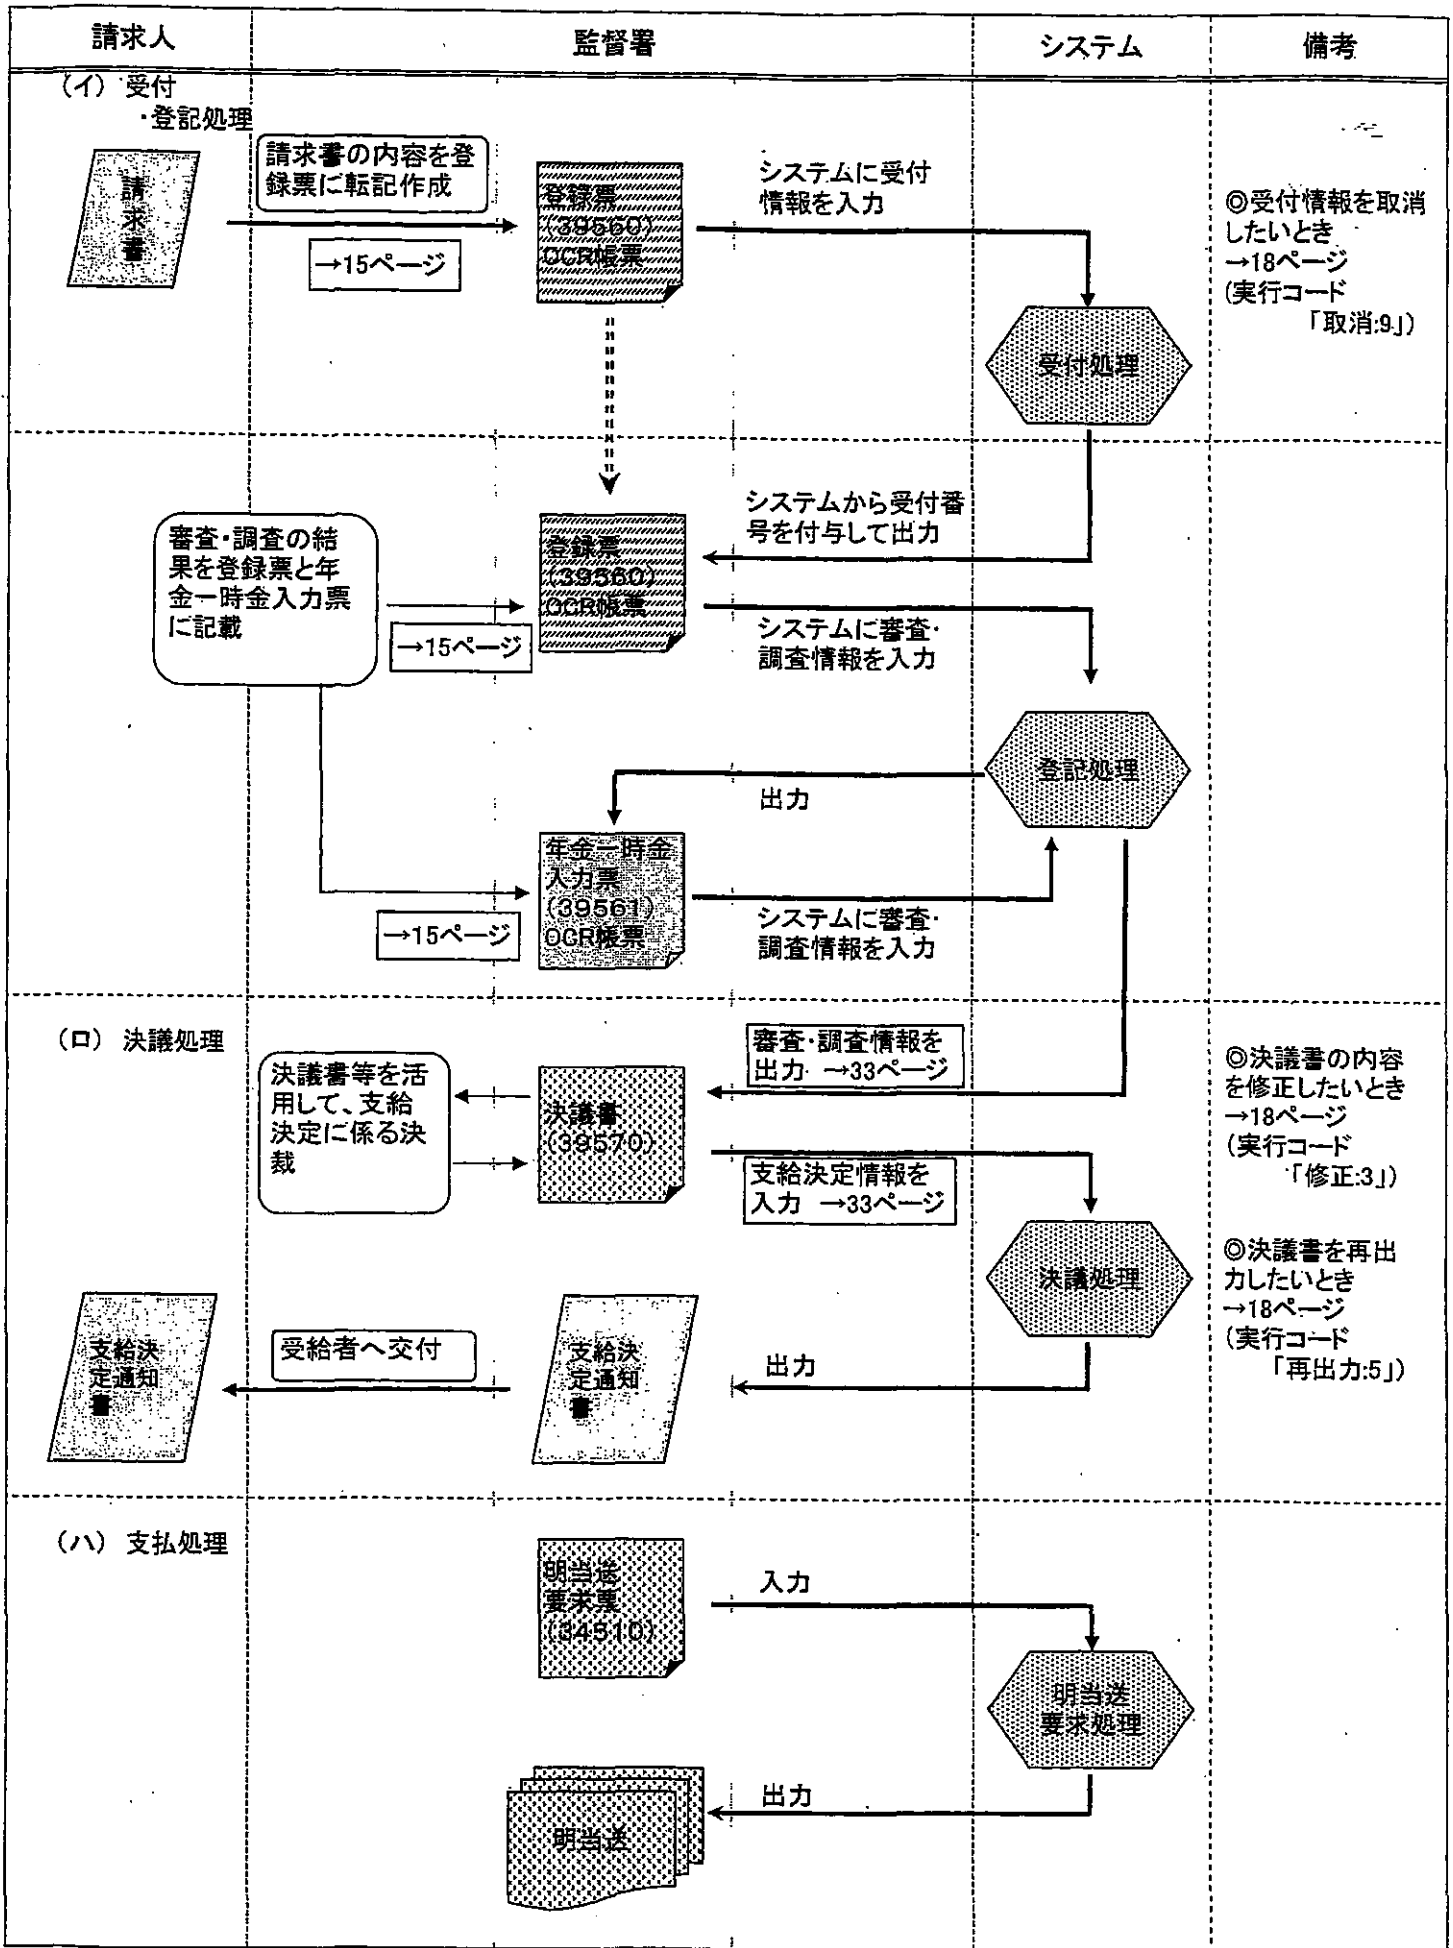 請求人
監督署
システム
備考
(イ) 受付
・登記処理
請求書
請求書の内容を登
録票に転記作成
→15ページ
登録票
(39560)
OCR帳票
システムに受付
情報を入力
受付処理
◎受付情報を取消
したいとき
→18ページ
(実行コード
「取消:9」)
審査・調査の結
果を登録票と年
金一時金入力票
に記載
→15ページ
登録票
(39560)
OCR帳票
システムから受付番
号を付与して出力
システムに審査・
調査情報を入力
登記処理
出力
→15ページ
年金一時金
入力票
(39561)
OCR帳票
システムに審査・
調査情報を入力
(ロ) 決議処理
決議書等を活
用して、支給
決定に係る決
裁
決議書
(39570)
審査・調査情報を
出力 →33ページ
支給決定情報を
入力 →33ページ
決議処理
◎決議書の内容
を修正したいとき
→18ページ
(実行コード
「修正:3」)
◎決議書を再出
力したいとき
→18ページ
(実行コード
「再出力:5」)
支給決
定通知
書
受給者へ交付
支給決
定通知
書
出力
(ハ) 支払処理
明当送
要求票
(34510)
入力
明当送
要求処理
出力
明当送